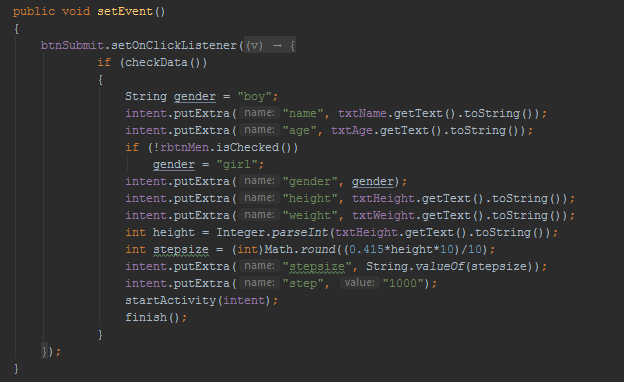 public void setEvent()
{
    btnSubmit.setOnClickListener((v) → {
            if (checkData())
            {
                String gender = "boy";
                intent.putExtra( name: "name", txtName.getText().toString());
                intent.putExtra( name: "age", txtAge.getText().toString());
                if (!rbtnMen.isChecked())
                    gender = "girl";
                intent.putExtra( name: "gender", gender);
                intent.putExtra( name: "height", txtHeight.getText().toString());
                intent.putExtra( name: "weight", txtWeight.getText().toString());
                int height = Integer.parseInt(txtHeight.getText().toString());
                int stepsize = (int)Math.round((0.415*height*10)/10);
                intent.putExtra( name: "stepsize", String.valueOf(stepsize));
                intent.putExtra( name: "step", value: "1000");
                startActivity(intent);
                finish();
            }
    });
}